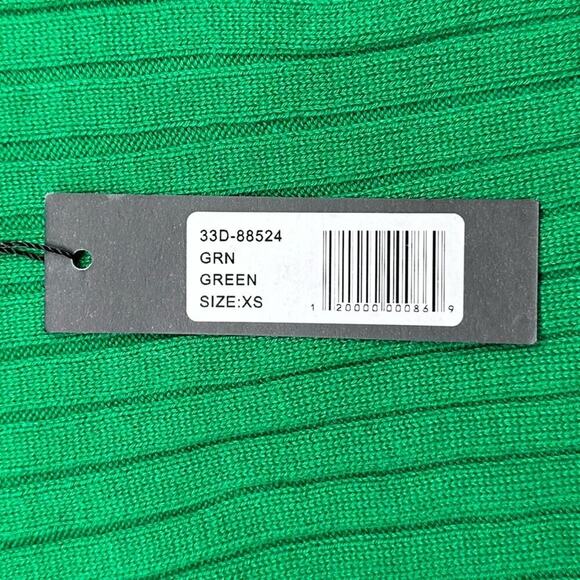 33D-88524
GRN
GREEN
SIZE:XS
1 20000 00086 9